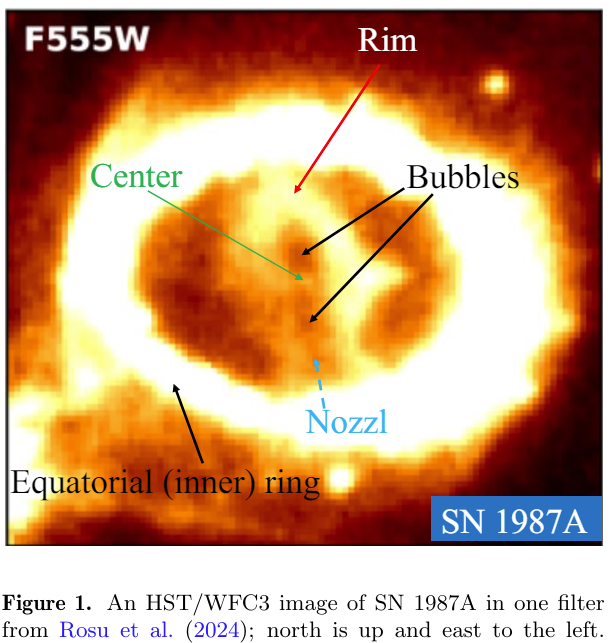 F555W
Rim
Center
Bubbles
Nozzl
Equatorial (inner) ring
SN 1987A
Figure 1. An HST/WFC3 image of SN 1987A in one filter
from Rosu et al. (2024); north is up and east to the left.